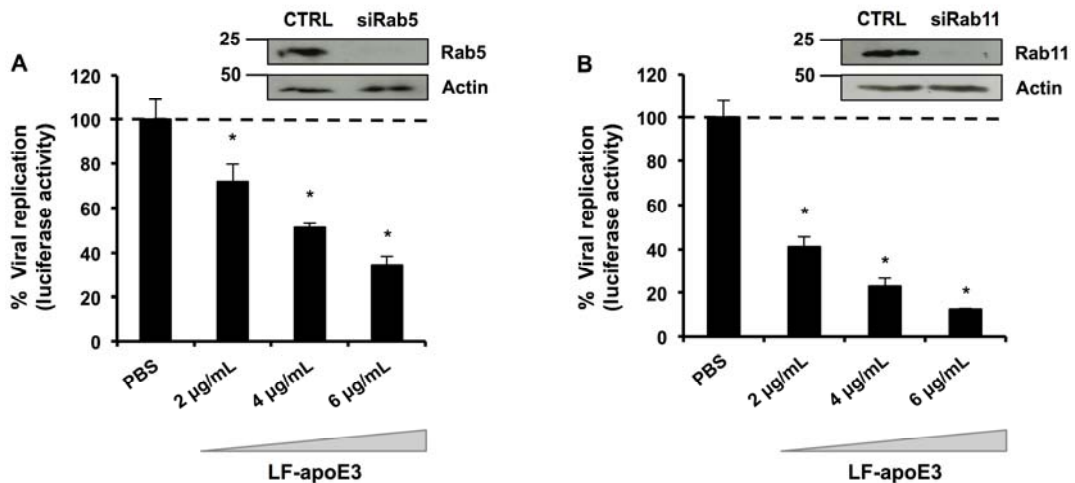 A
CTRL siRab5
25
Rab5
50
Actin
% Viral replication
(luciferase activity)
120
100
80
60
40
20
0
*
*
*
PBS
2 µg/mL
4 µg/mL
6 µg/mL
LF-apoE3
B
CTRL siRab11
25
Rab11
50
Actin
% Viral replication
(luciferase activity)
120
100
80
60
40
20
0
*
*
*
PBS
2 µg/mL
4 µg/mL
6 µg/mL
LF-apoE3